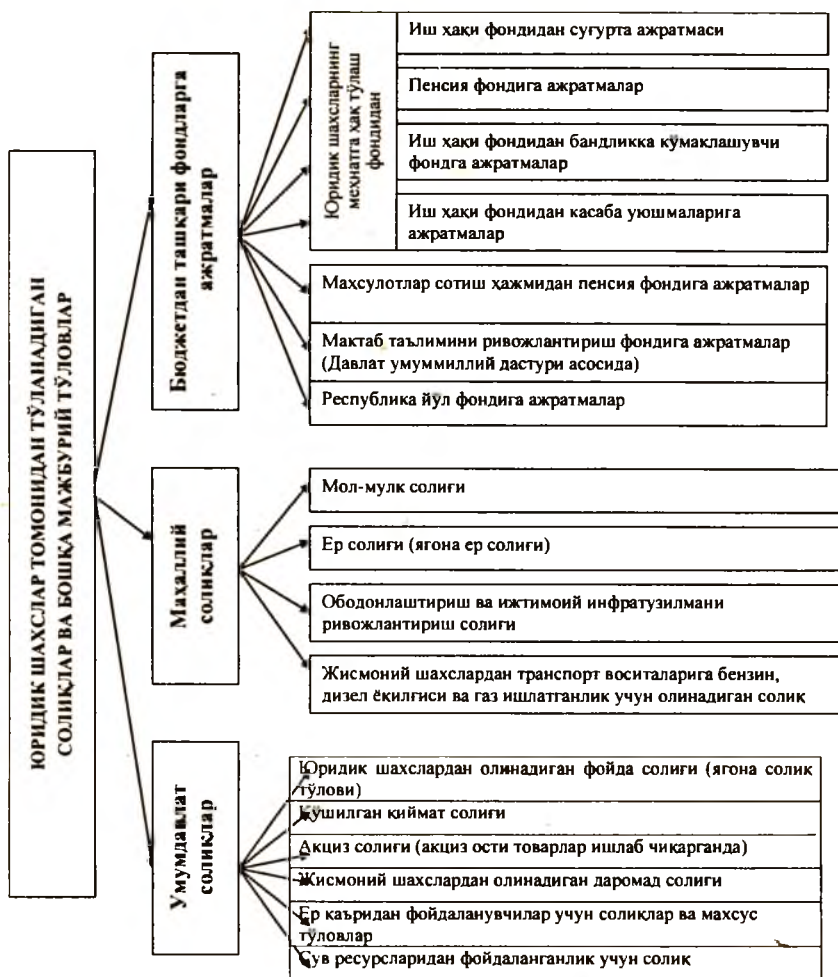 ЮРИДИК ШАХСЛАР ТОМОНИДАН ТЎЛАНАДИГАН
СОЛИҚЛАР ВА БОШҚА МАЖБУРИЙ ТЎЛОВЛАР
Бюджетдан ташқари фондларга
ажратмалар
Юридик шахсларнинг
меҳнатга ҳақ тўлаш
фондидан
Иш ҳақи фондидан суғурта ажратмаси
Пенсия фондига ажратмалар
Иш ҳақи фондидан бандликка кўмаклашувчи
фондга ажратмалар
Иш ҳақи фондидан касаба уюшмаларига
ажратмалар
Махсулотлар сотиш ҳажмидан пенсия фондига ажратмалар
Мактаб таълимини ривожлантириш фондига ажратмалар
(Давлат умуммиллий дастури асосида)
Республика йўл фондига ажратмалар
Маҳаллий
солиқлар
Мол-мулк солиғи
Ер солиғи (ягона ер солиғи)
Ободонлаштириш ва ижтимоий инфратузилмани
ривожлантириш солиғи
Жисмоний шахслардан транспорт воситаларига бензин,
дизел ёкилғиси ва газ ишлатганлик учун олинадиган солиқ
Умумдавлат
солиқлар
Юридик шахслардан олинадиган фойда солиғи (ягона солиқ
тўлови)
Қўшилган қиймат солиғи
Акциз солиғи (акциз ости товарлар ишлаб чиқарганда)
Жисмоний шахслардан олинадиган даромад солиғи
Ер каъридан фойдаланувчилар учун солиқлар ва махсус
тўловлар
Сув ресурсларидан фойдаланганлик учун солиқ